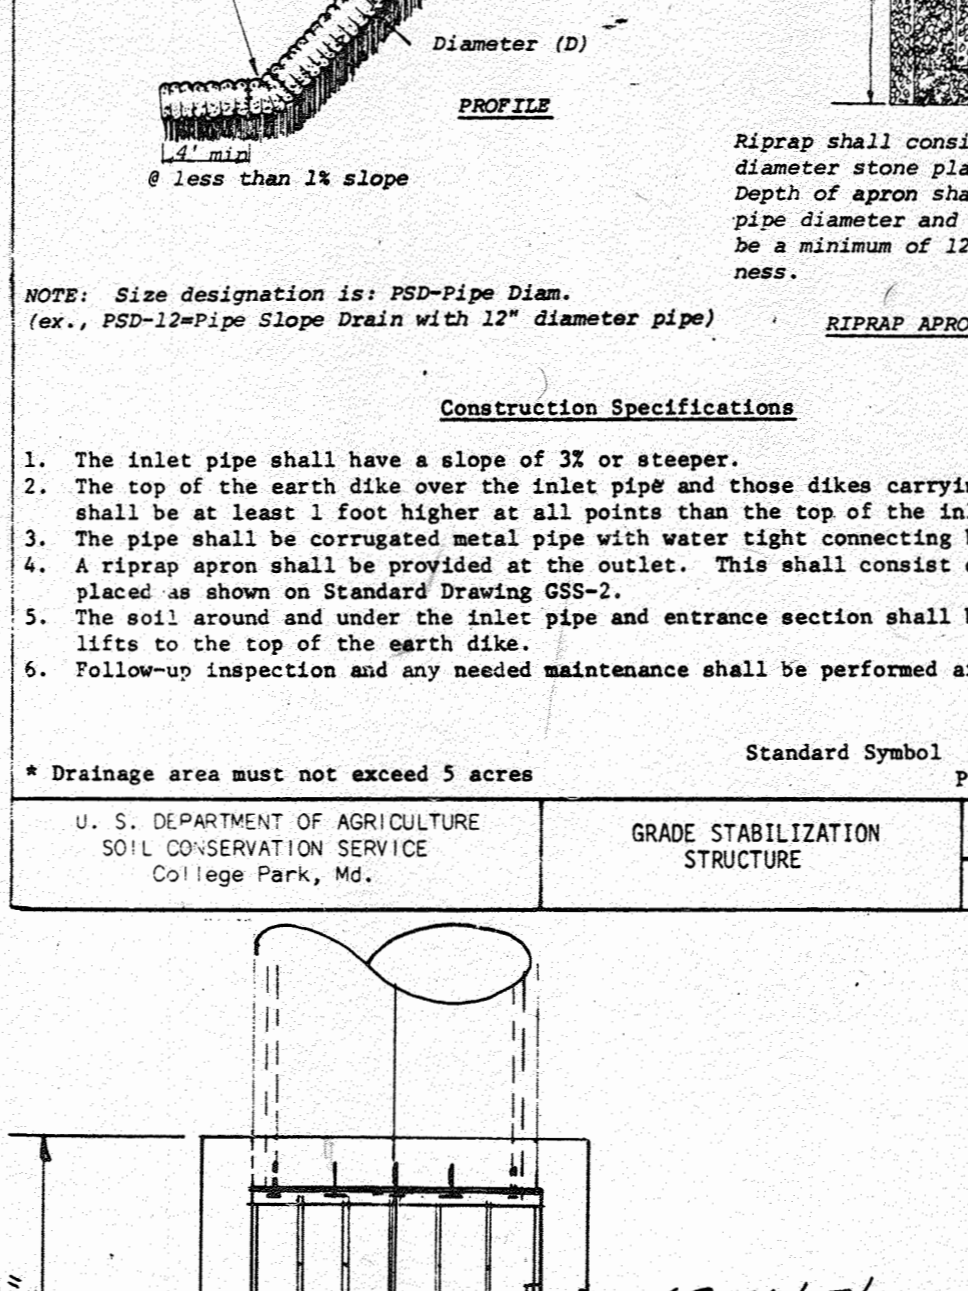 Diameter (D)
PROFILE
4' min
@ less than 1% slope
Riprap shall consi
diameter stone pla
Depth of apron sha
pipe diameter and
be a minimum of 12
ness.
NOTE: Size designation is: PSD-Pipe Diam.
(ex., PSD-12=Pipe Slope Drain with 12" diameter pipe)
RIPRAP APRO
Construction Specifications
1. The inlet pipe shall have a slope of 3% or steeper.
2. The top of the earth dike over the inlet pipe and those dikes carryin
shall be at least 1 foot higher at all points than the top of the inl
3. The pipe shall be corrugated metal pipe with water tight connecting
4. A riprap apron shall be provided at the outlet. This shall consist
placed as shown on Standard Drawing GSS-2.
5. The soil around and under the inlet pipe and entrance section shall
lifts to the top of the earth dike.
6. Follow-up inspection and any needed maintenance shall be performed a
Standard Symbol
P
* Drainage area must not exceed 5 acres
U. S. DEPARTMENT OF AGRICULTURE
SOIL CONSERVATION SERVICE
College Park, Md.
GRADE STABILIZATION
STRUCTURE